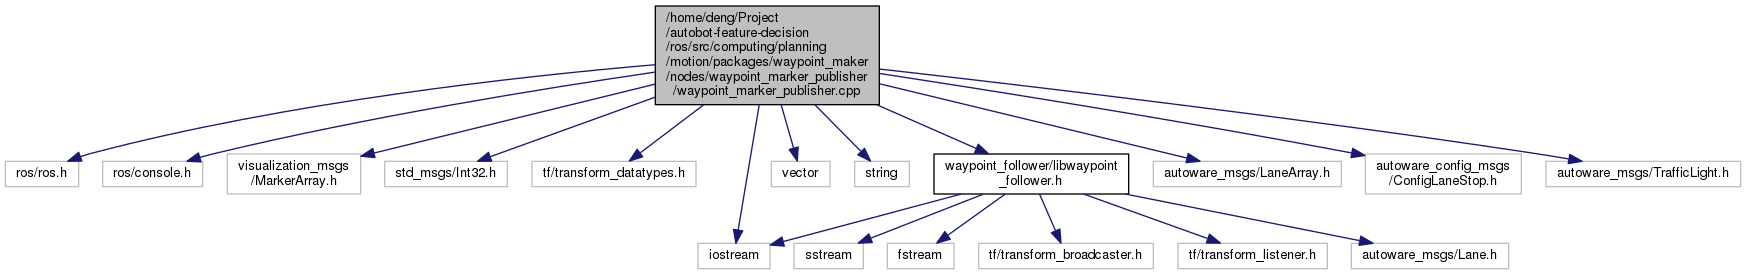 /home/deng/Project
/autobot-feature-decision
/ros/src/computing/planning
/motion/packages/waypoint_maker
/nodes/waypoint_marker_publisher
/waypoint_marker_publisher.cpp
ros/ros.h
ros/console.h
visualization_msgs
/MarkerArray.h
std_msgs/Int32.h
tf/transform_datatypes.h
vector
string
waypoint_follower/libwaypoint
_follower.h
autoware_msgs/LaneArray.h
autoware_config_msgs
/ConfigLaneStop.h
autoware_msgs/TrafficLight.h
iostream
sstream
fstream
tf/transform_broadcaster.h
tf/transform_listener.h
autoware_msgs/Lane.h